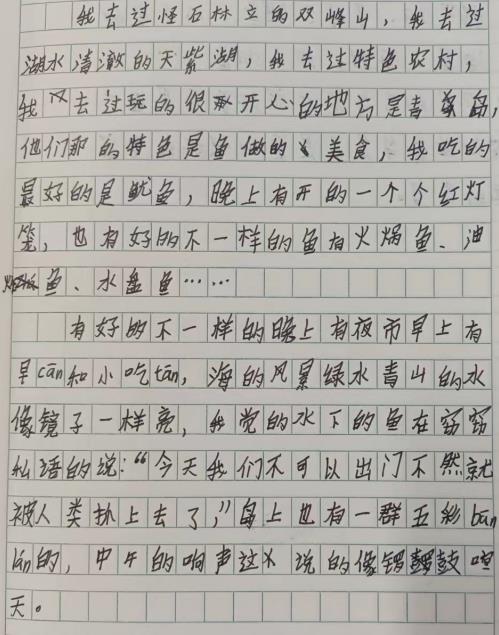 我去过怪石林立的双峰山，我去过
湖水清澈的天紫湖，我去过特色农村，
我去过玩的很开心的地方是青岛，
他们那的特色是鱼做的美食，我吃的
最好的是鱿鱼，晚上有开的一个个红灯
笼，也有好的不一样的鱼有火焗鱼、油
鱼、水盘鱼……
有好的不一样的晚上有夜市早上有
早cān和小吃tān，海的风景绿水青山的水
像镜子一样亮，我觉的水下的鱼在窃窃
私语的说：“今天我们不可以出门不然就
被人类扑上去了，”岛上也有一群五彩bān
lán的，中午的响声过说的像锣鼓喧
天。